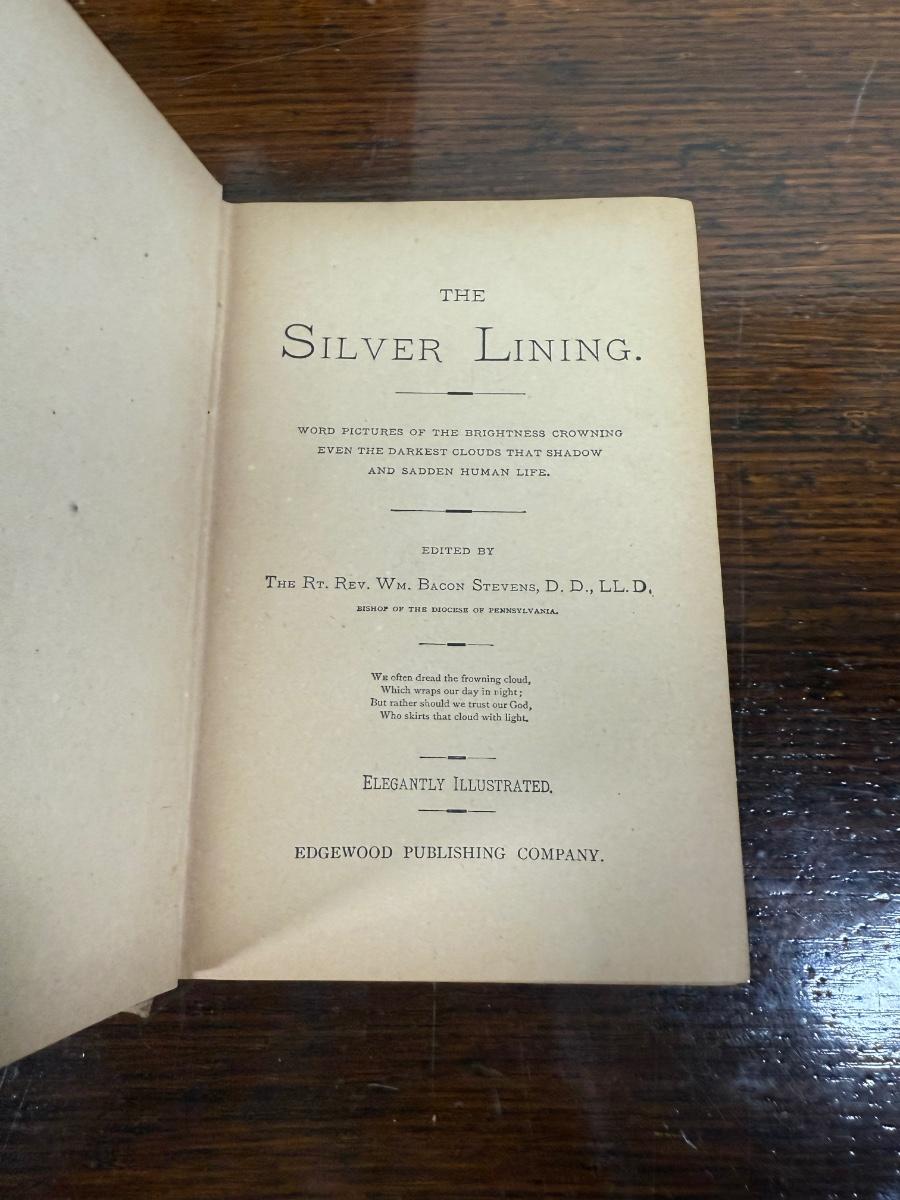 THE
SILVER LINING.
WORD PICTURES OF THE BRIGHTNESS CROWNING
EVEN THE DARKEST CLOUDS THAT SHADOW
AND SADDEN HUMAN LIFE.
EDITED BY
THE RT. REV. WM. BACON STEVENS, D. D., LL. D.
BISHOP OF THE DIOCESE OF PENNSYLVANIA.
WE often dread the frowning cloud,
Which wraps our day in night;
But rather should we trust our God,
Who skirts that cloud with light.
ELEGANTLY ILLUSTRATED.
EDGEWOOD PUBLISHING COMPANY.